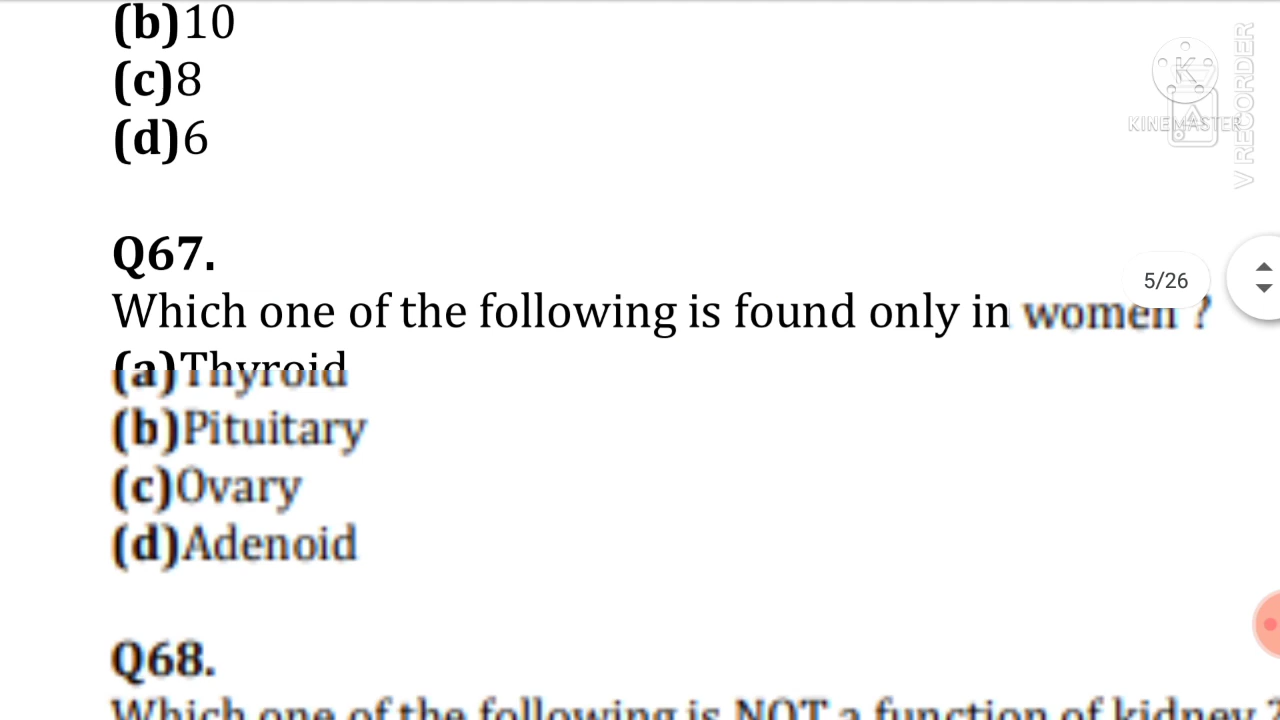 (b)10
(c)8
(d)6
KINEMASTER
V RECORDER
Q67.
5/26
Which one of the following is found only in women ?
(a)Thyroid
(b)Pituitary
(c)Ovary
(d)Adenoid
Q68.
Which one of the following is NOT a function of kidney ?